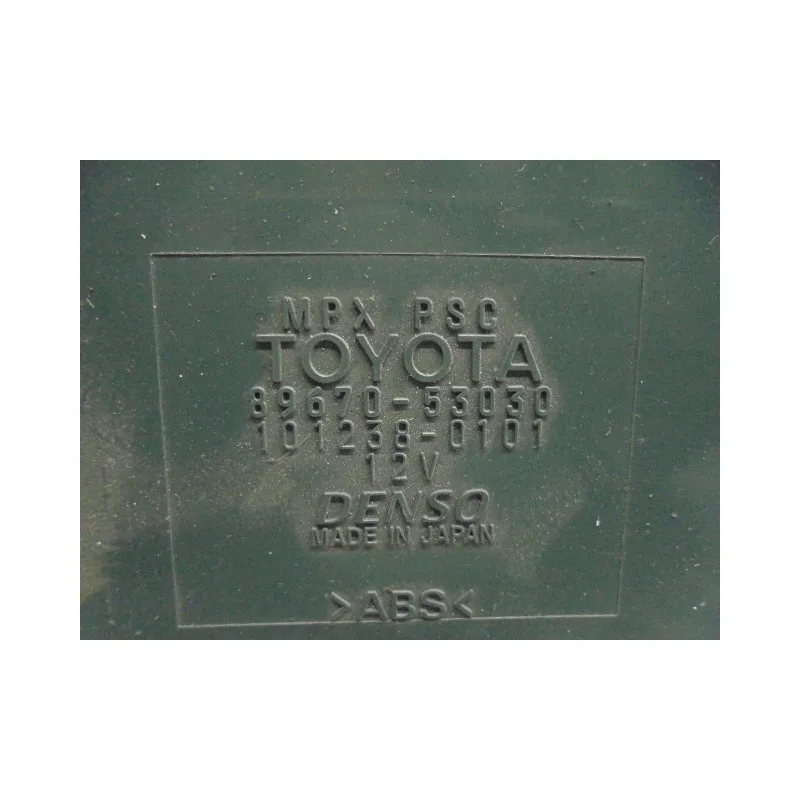 MPX PSC
TOYOTA
89670-53030
101238-0101
12V
DENSO
MADE IN JAPAN
>ABS<